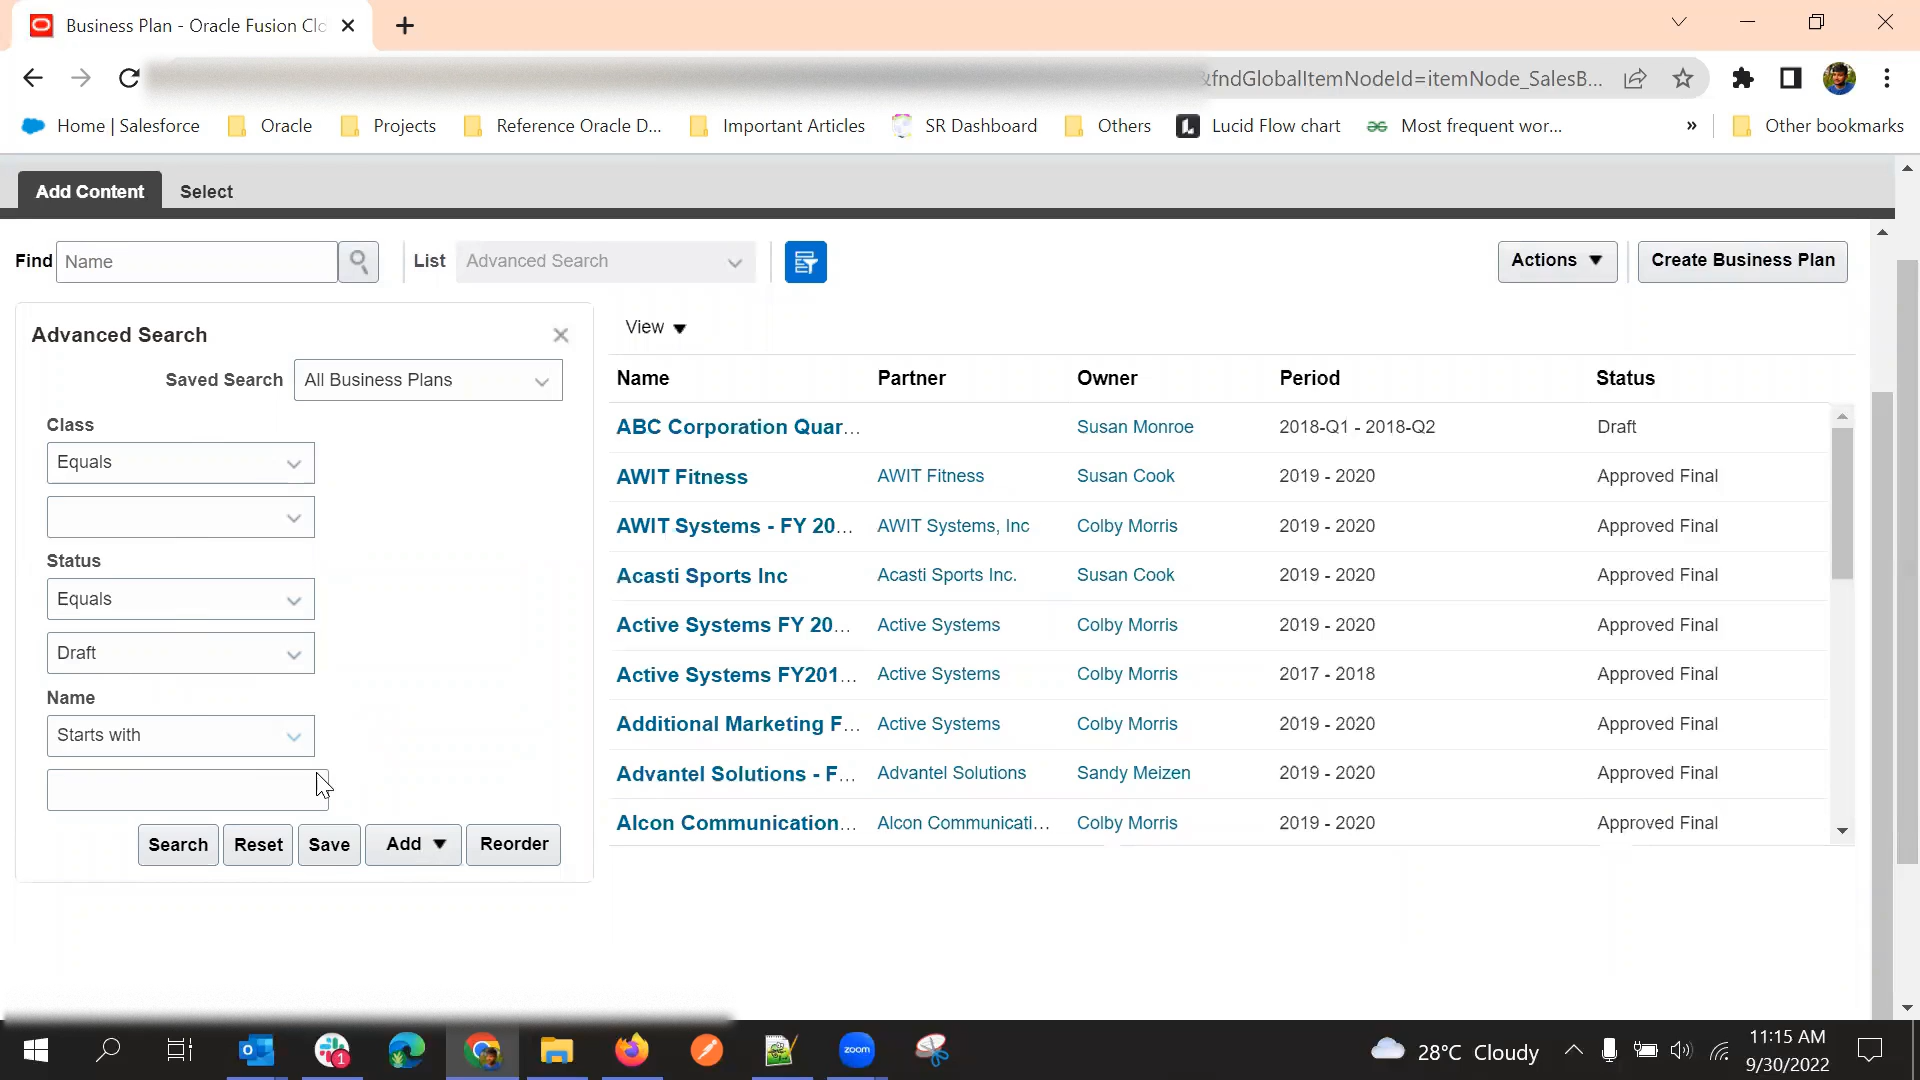 Business Plan - Oracle Fusion Clo
&fndGlobalItemNodeId=itemNode_SalesB...
Home | Salesforce Oracle Projects Reference Oracle D... Important Articles SR Dashboard Others Lucid Flow chart Most frequent wor... » Other bookmarks
Add Content Select
Find Name List Advanced Search Actions Create Business Plan
Advanced Search
View
Saved Search All Business Plans
Name Partner Owner Period Status
Class
Equals
Status
Equals
Draft
Name
Starts with
Search Reset Save Add Reorder
ABC Corporation Quar... Susan Monroe 2018-Q1 - 2018-Q2 Draft
AWIT Fitness AWIT Fitness Susan Cook 2019 - 2020 Approved Final
AWIT Systems - FY 20... AWIT Systems, Inc Colby Morris 2019 - 2020 Approved Final
Acasti Sports Inc Acasti Sports Inc. Susan Cook 2019 - 2020 Approved Final
Active Systems FY 20... Active Systems Colby Morris 2019 - 2020 Approved Final
Active Systems FY201... Active Systems Colby Morris 2017 - 2018 Approved Final
Additional Marketing F... Active Systems Colby Morris 2019 - 2020 Approved Final
Advantel Solutions - F... Advantel Solutions Sandy Meizen 2019 - 2020 Approved Final
Alcon Communication... Alcon Communicati... Colby Morris 2019 - 2020 Approved Final
1 zoom 28°C Cloudy 11:15 AM
9/30/2022